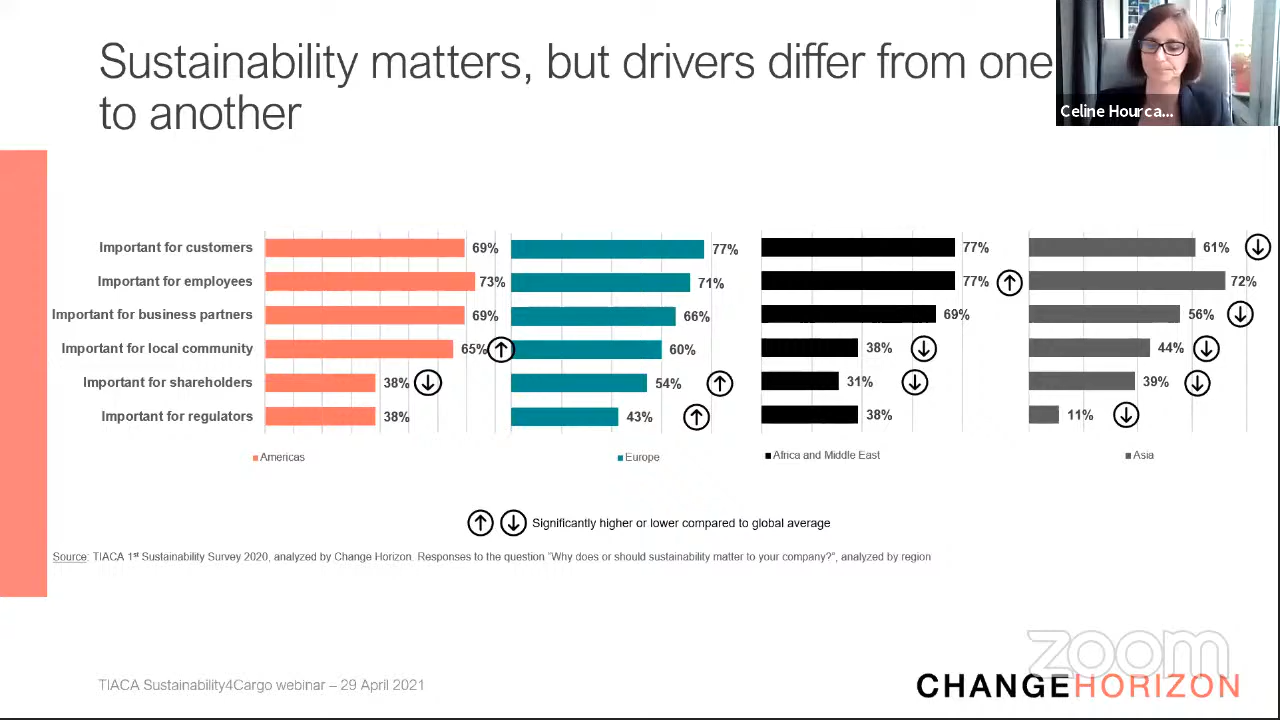 Sustainability matters, but drivers differ from one
to another
Celine Hourca...
Important for customers 69% 77% 77% 61%
Important for employees 73% 71% 77% 72%
Important for business partners 69% 66% 69% 56%
Important for local community 65% 60% 38% 44%
Important for shareholders 38% 54% 31% 39%
Important for regulators 38% 43% 38% 11%
Americas Europe Africa and Middle East Asia
Significantly higher or lower compared to global average
Source: TIACA 1st Sustainability Survey 2020, analyzed by Change Horizon. Responses to the question "Why does or should sustainability matter to your company?", analyzed by region
zoom
TIACA Sustainability4Cargo webinar – 29 April 2021
CHANGEHORIZON